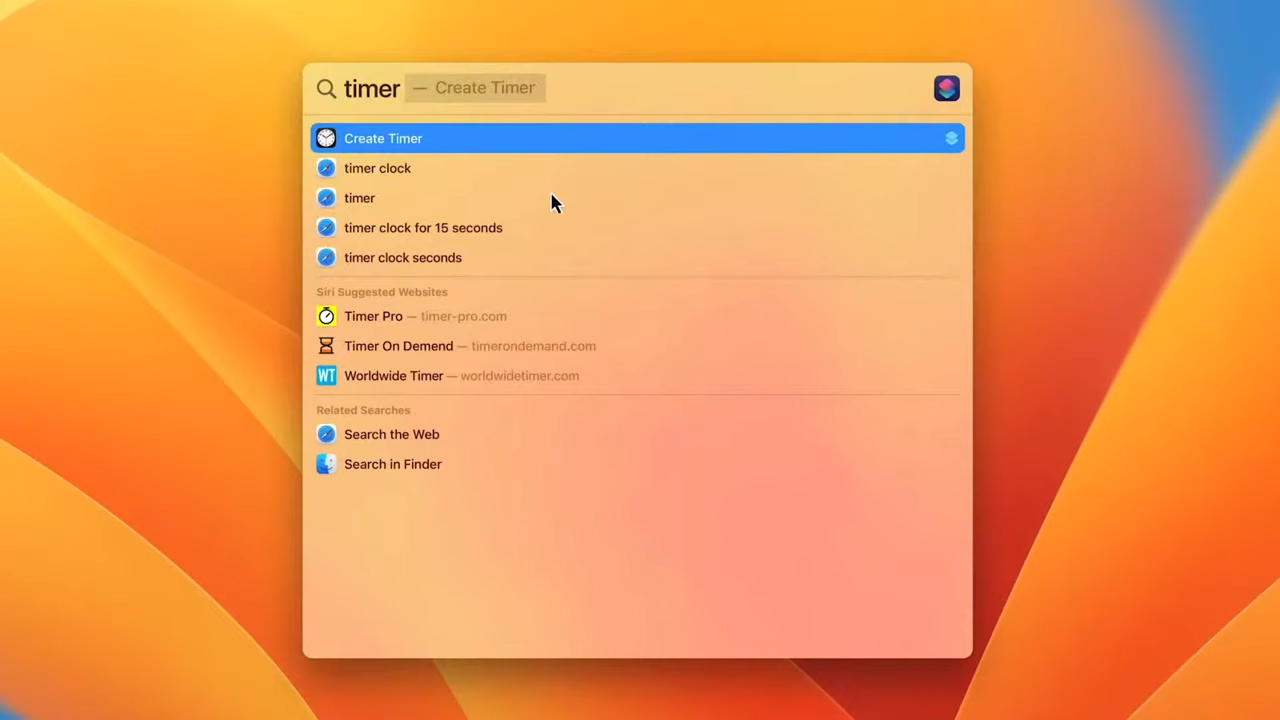 timer — Create Timer
Create Timer
timer clock
timer
timer clock for 15 seconds
timer clock seconds
Siri Suggested Websites
Timer Pro — timer-pro.com
Timer On Demand — timerondemand.com
WT Worldwide Timer — worldwidetimer.com
Related Searches
Search the Web
Search in Finder